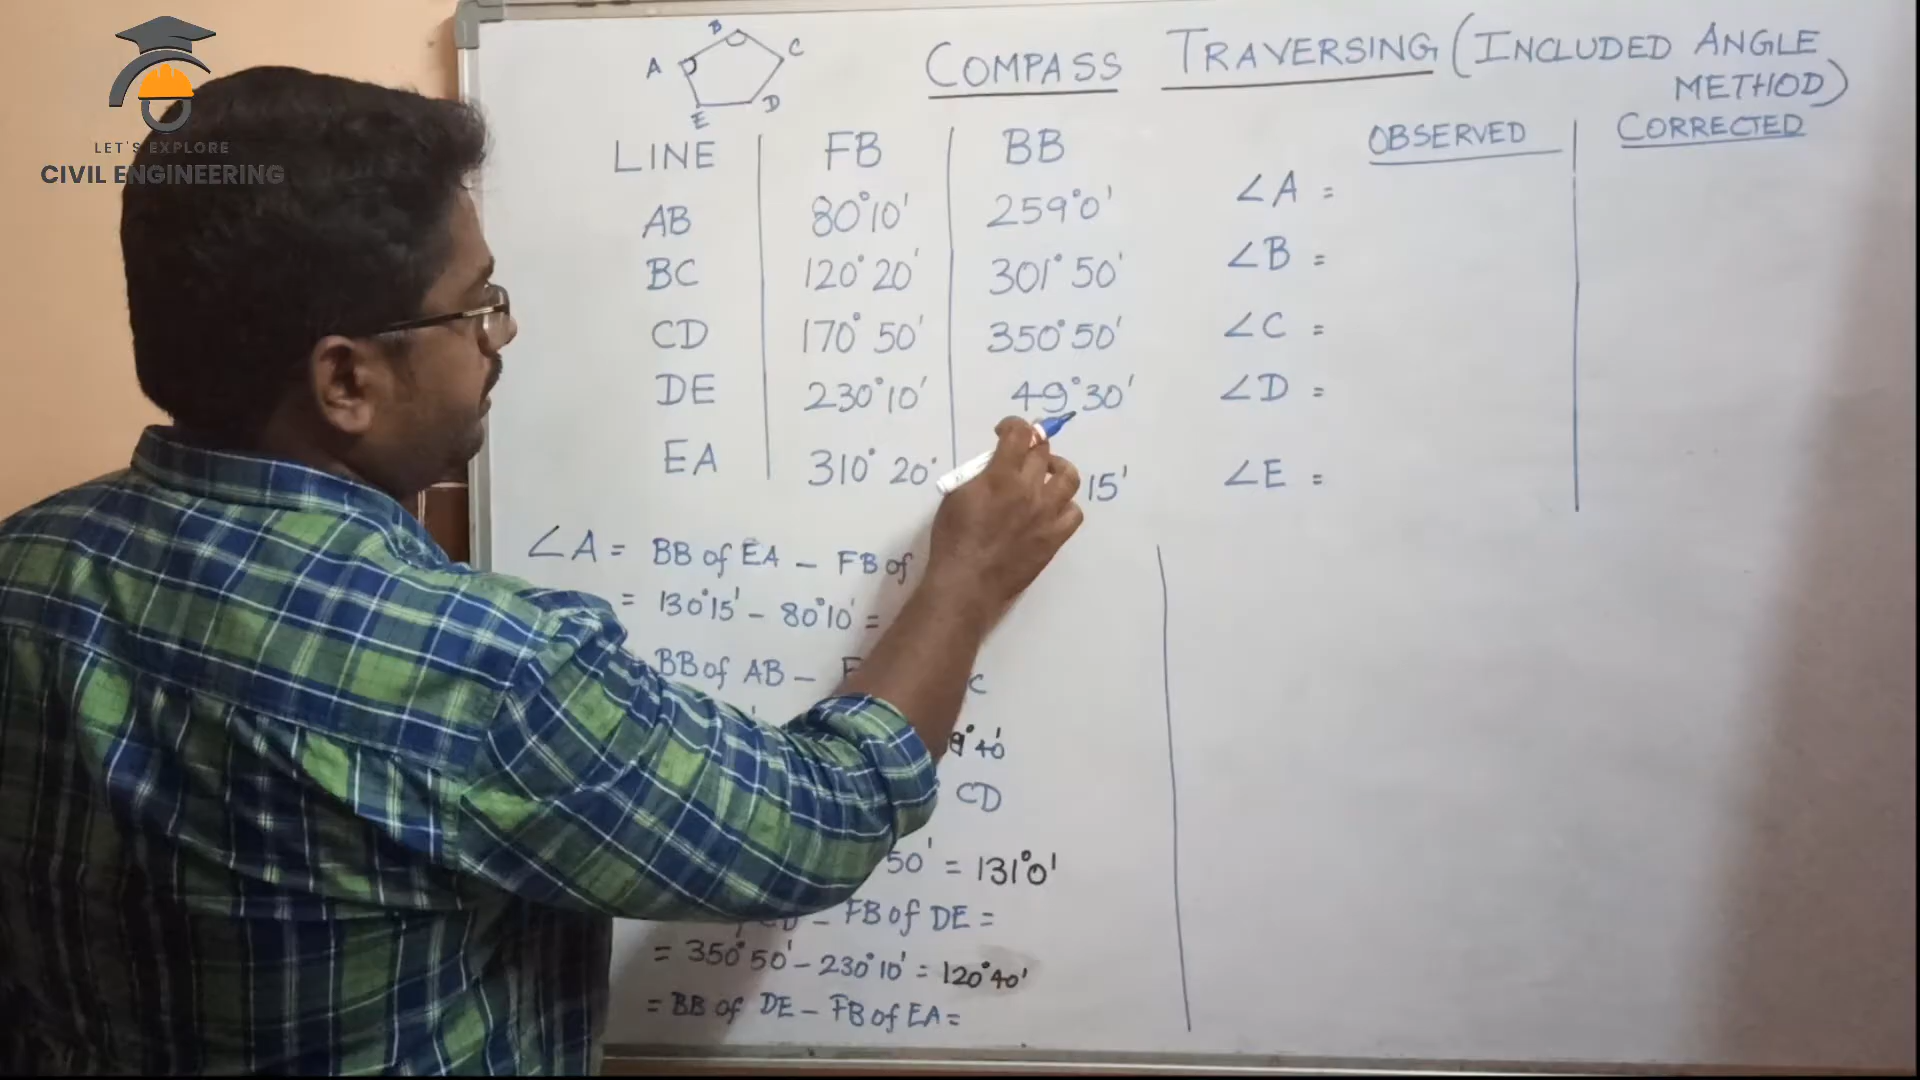 LET'S EXPLORE
CIVIL ENGINEERING
B
A
C
D
E
COMPASS TRAVERSING (INCLUDED ANGLE
METHOD)
LINE FB BB OBSERVED CORRECTED
AB 80°10' 259°0' ∠A =
BC 120°20' 301°50' ∠B =
CD 170°50' 350°50' ∠C =
DE 230°10' 49°30' ∠D =
EA 310°20' 15' ∠E =
∠A = BB of EA – FB of
= 130°15' – 80°10' =
BB of AB –
9°40'
CD
50' = 131°0'
– FB of DE =
= 350°50' – 230°10' = 120°40'
= BB of DE – FB of EA =